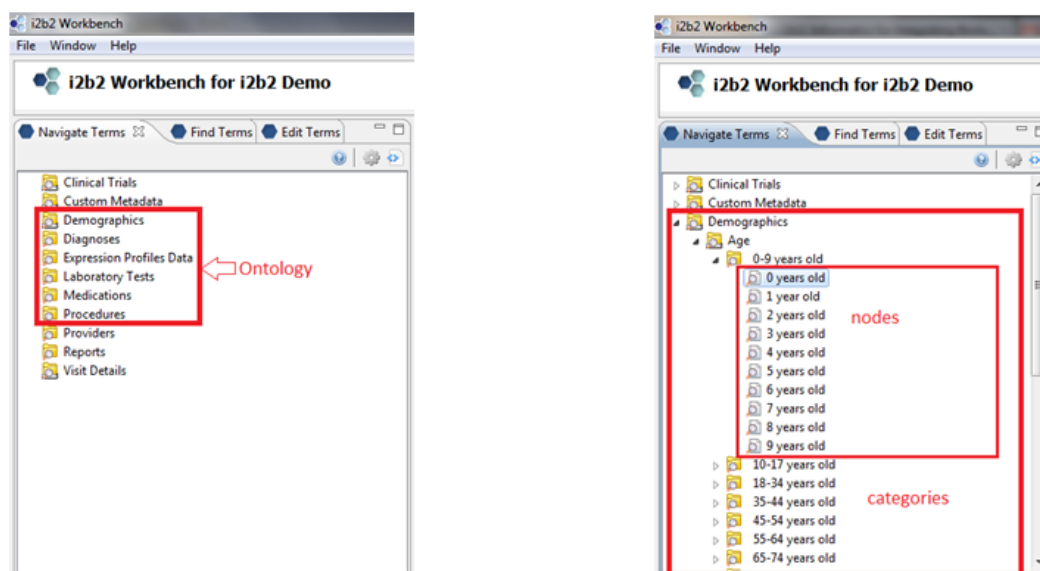 i2b2 Workbench
File Window Help
i2b2 Workbench for i2b2 Demo
Navigate Terms Find Terms Edit Terms
Clinical Trials
Custom Metadata
Demographics
Diagnoses
Expression Profiles Data
Laboratory Tests
Medications
Procedures
Providers
Reports
Visit Details
Ontology
i2b2 Workbench
File Window Help
i2b2 Workbench for i2b2 Demo
Navigate Terms Find Terms Edit Terms
Clinical Trials
Custom Metadata
Demographics
Age
0-9 years old
0 years old
1 year old
2 years old
3 years old
4 years old
5 years old
6 years old
7 years old
8 years old
9 years old
nodes
10-17 years old
18-34 years old
35-44 years old
45-54 years old
55-64 years old
65-74 years old
categories